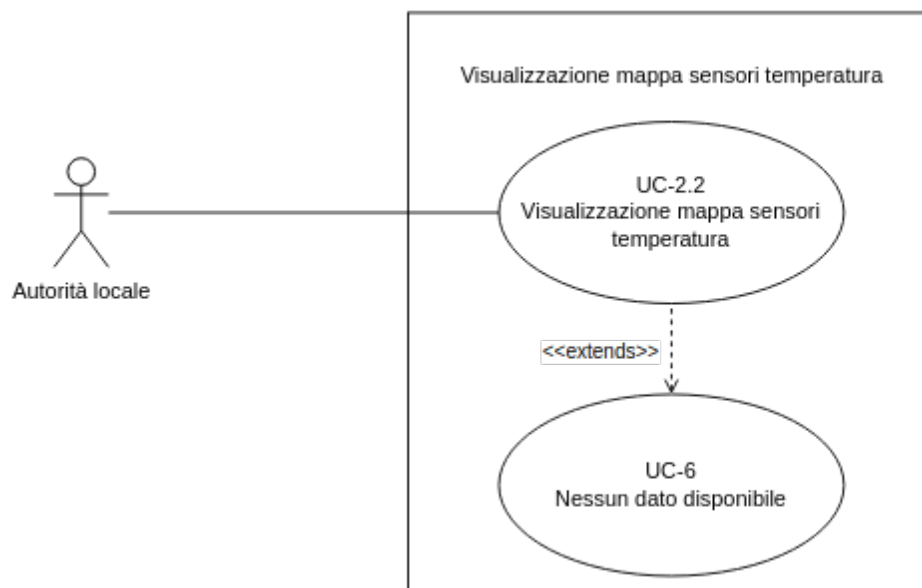 Visualizzazione mappa sensori temperatura
UC-2.2
Visualizzazione mappa sensori
temperatura
Autorità locale
<<extends>>
UC-6
Nessun dato disponibile